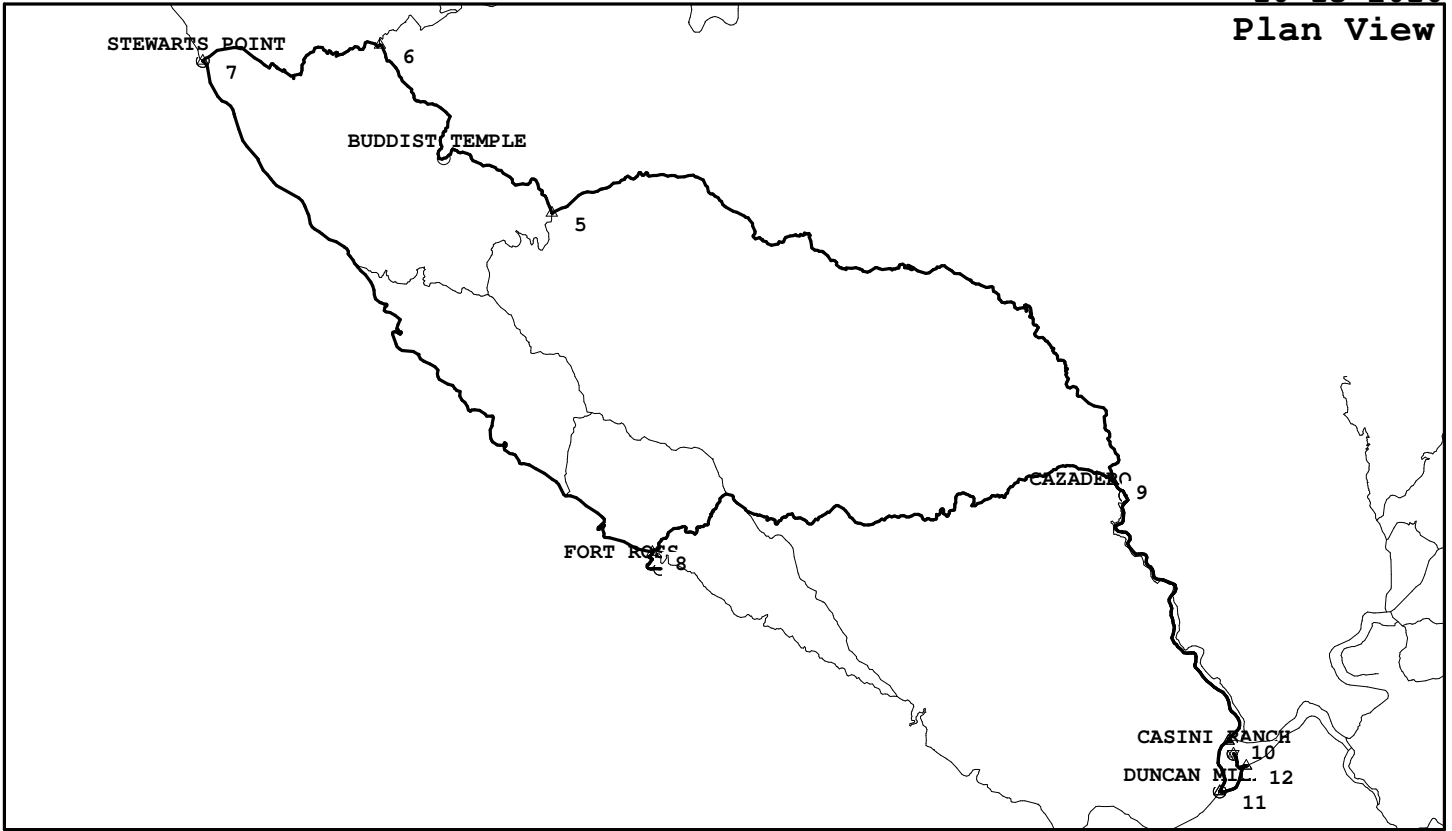 Plan View
STEWARTS POINT
7
6
BUDDIST TEMPLE
5
CAZADERO
9
FORT ROSS
8
CASINI RANCH
10
DUNCAN MIL
12
11